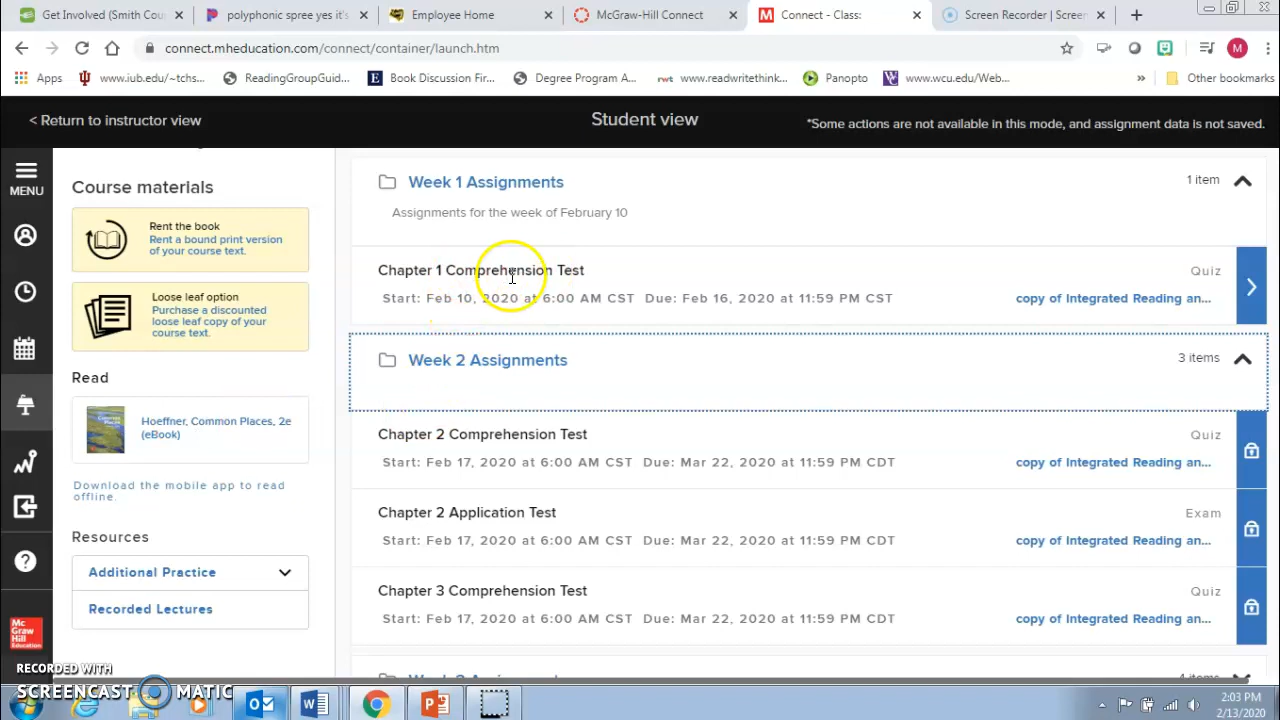 Get Involved (Smith Cou
polyphonic spree yes it's
Employee Home
McGraw-Hill Connect
Connect - Class:
Screen Recorder | Screen
connect.mheducation.com/connect/container/launch.htm
M
Apps
www.iub.edu/~tchs...
ReadingGroupGuid...
Book Discussion Fir...
Degree Program A...
rwt www.readwritethink...
Panopto
www.wcu.edu/Web...
»
Other bookmarks
< Return to instructor view
Student view
*Some actions are not available in this mode, and assignment data is not saved.
MENU
Course materials
Rent the book
Rent a bound print version
of your course text.
Loose leaf option
Purchase a discounted
loose leaf copy of your
course text.
Read
Hoeffner, Common Places, 2e
(eBook)
Download the mobile app to read
offline.
Resources
Additional Practice
Recorded Lectures
Week 1 Assignments
1 item
Assignments for the week of February 10
Chapter 1 Comprehension Test
Quiz
Start: Feb 10, 2020 at 6:00 AM CST Due: Feb 16, 2020 at 11:59 PM CST
copy of Integrated Reading an...
Week 2 Assignments
3 items
Chapter 2 Comprehension Test
Quiz
Start: Feb 17, 2020 at 6:00 AM CST Due: Mar 22, 2020 at 11:59 PM CDT
copy of Integrated Reading an...
Chapter 2 Application Test
Exam
Start: Feb 17, 2020 at 6:00 AM CST Due: Mar 22, 2020 at 11:59 PM CDT
copy of Integrated Reading an...
Chapter 3 Comprehension Test
Quiz
Start: Feb 17, 2020 at 6:00 AM CST Due: Mar 22, 2020 at 11:59 PM CDT
copy of Integrated Reading an...
Mc
Graw
Hill
Education
RECORDED WITH
SCREENCAST MATIC
2:03 PM
2/13/2020